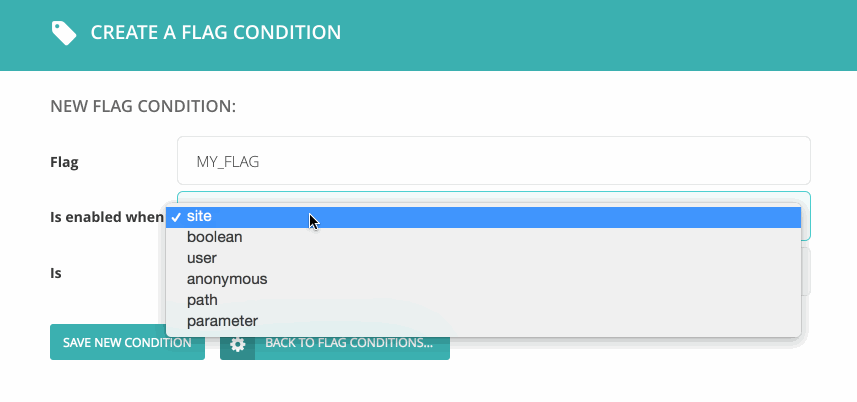 CREATE A FLAG CONDITION
NEW FLAG CONDITION:
Flag
MY_FLAG
Is enabled when
✓ site
boolean
user
anonymous
path
parameter
Is
SAVE NEW CONDITION
BACK TO FLAG CONDITIONS...